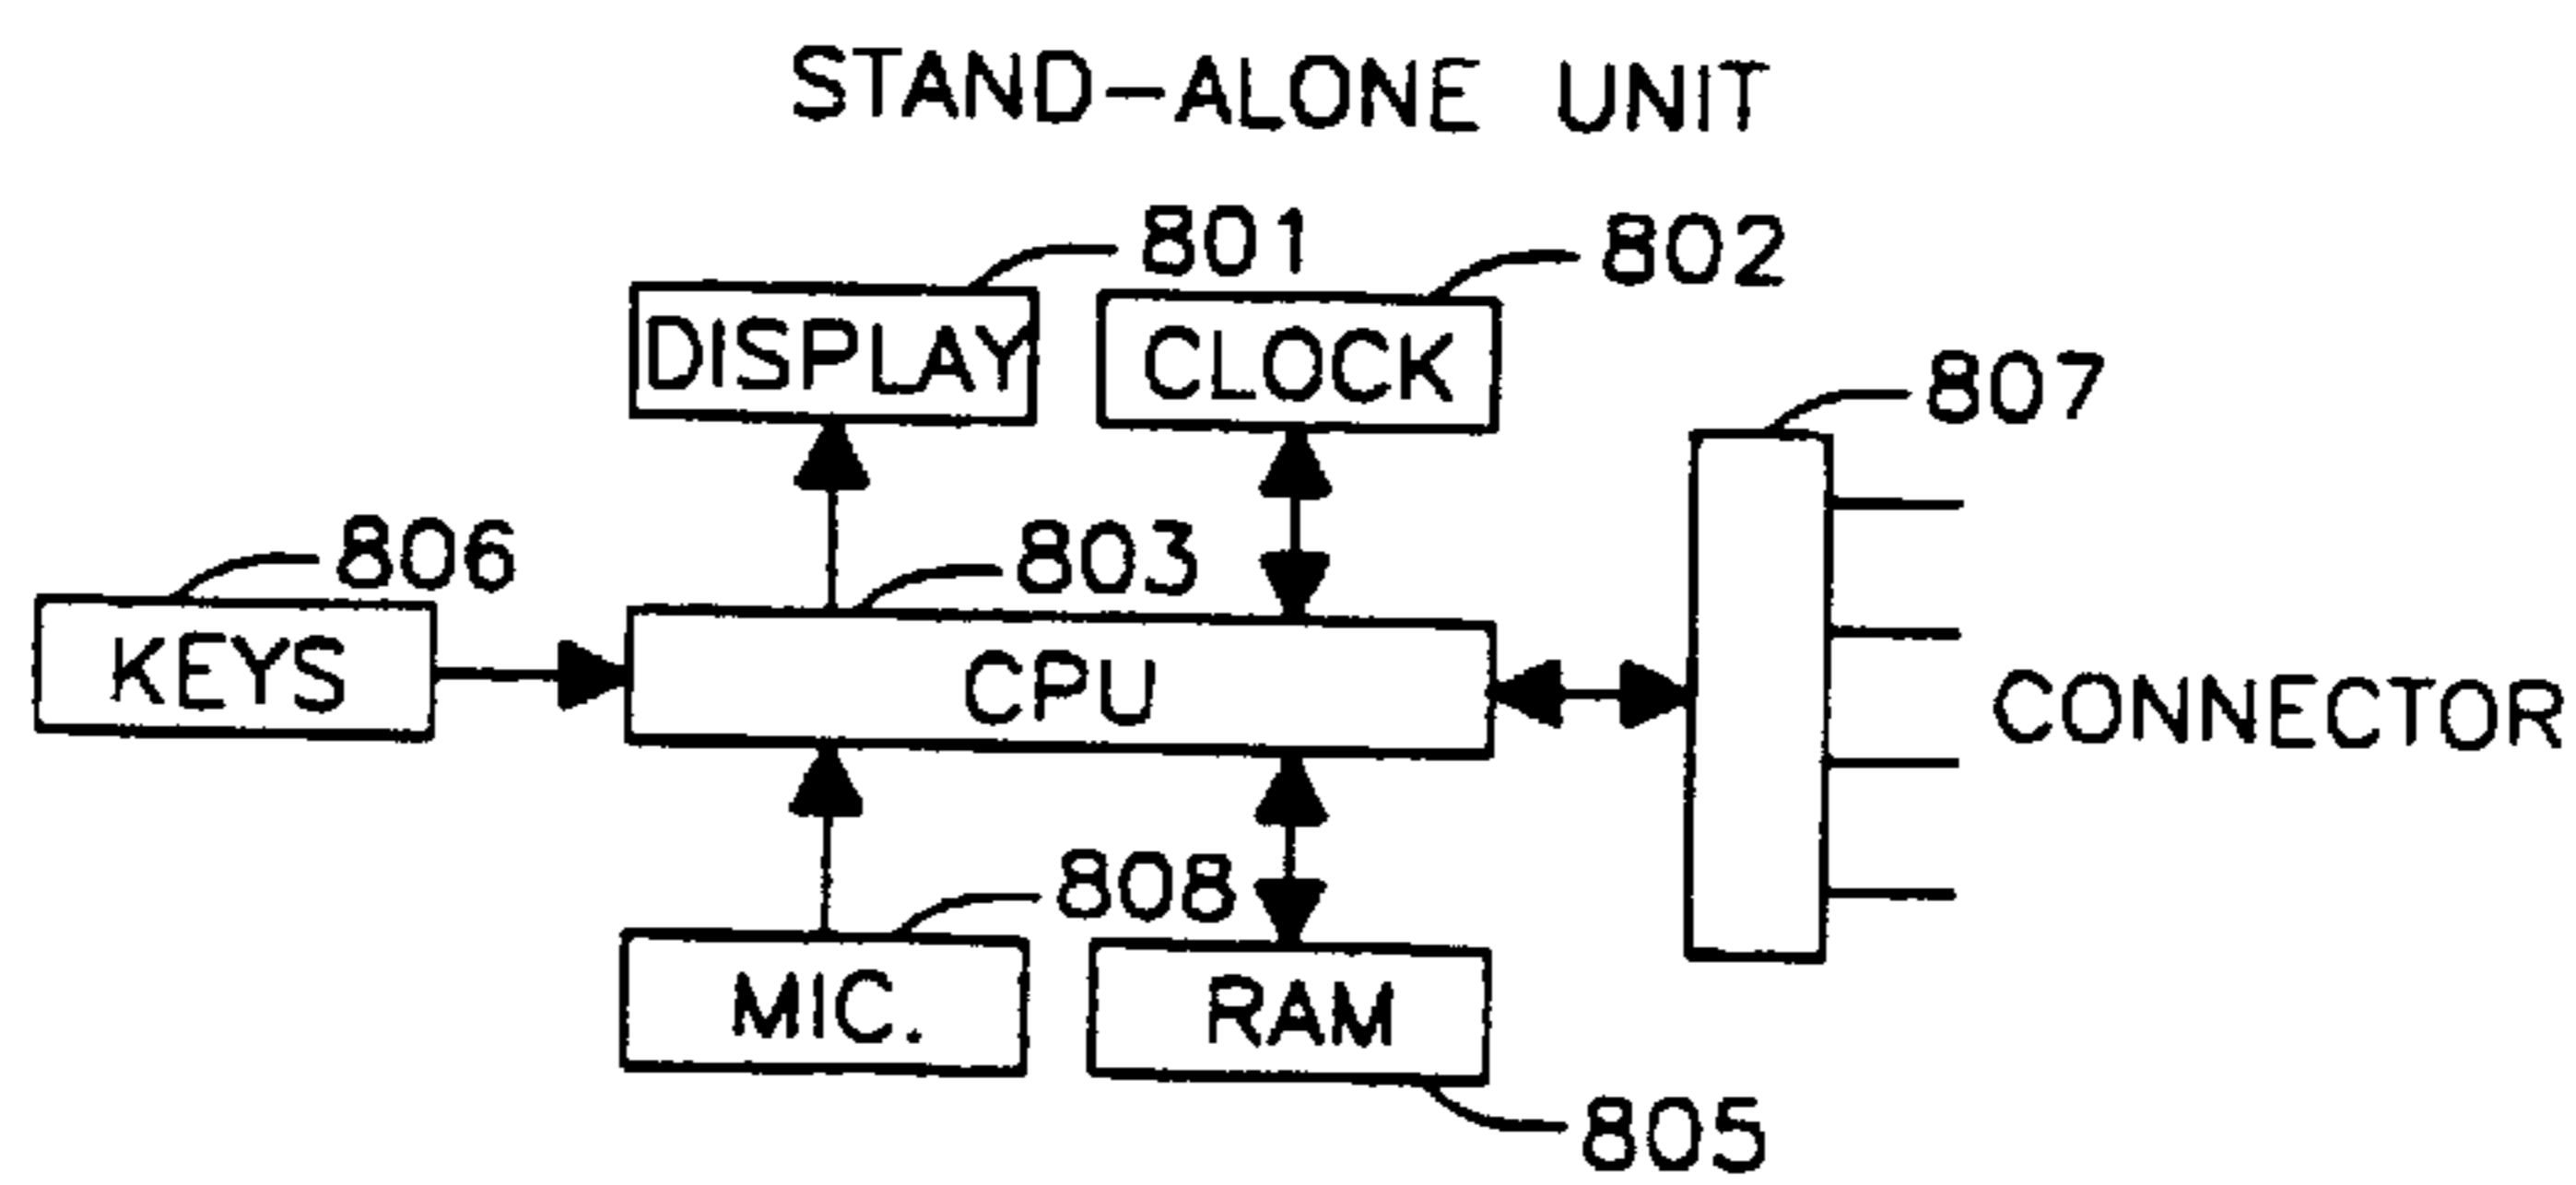 STAND-ALONE UNIT
801
802
DISPLAY
CLOCK
807
806
803
KEYS
CPU
CONNECTOR
808
MIC.
RAM
805